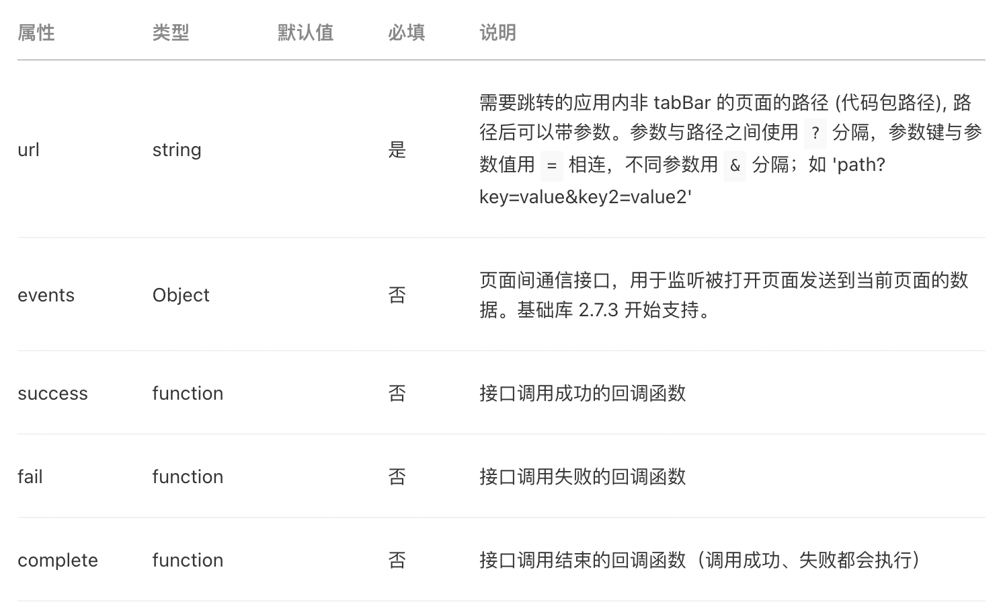 属性 类型 默认值 必填 说明
需要跳转的应用内非 tabBar 的页面的路径 (代码包路径), 路
径后可以带参数。参数与路径之间使用 ? 分隔，参数键与参
url string 是
数值用 = 相连，不同参数用 & 分隔；如 'path?
key=value&key2=value2'
页面间通信接口，用于监听被打开页面发送到当前页面的数
events Object 否
据。基础库 2.7.3 开始支持。
success function 否 接口调用成功的回调函数
fail function 否 接口调用失败的回调函数
complete function 否 接口调用结束的回调函数（调用成功、失败都会执行）